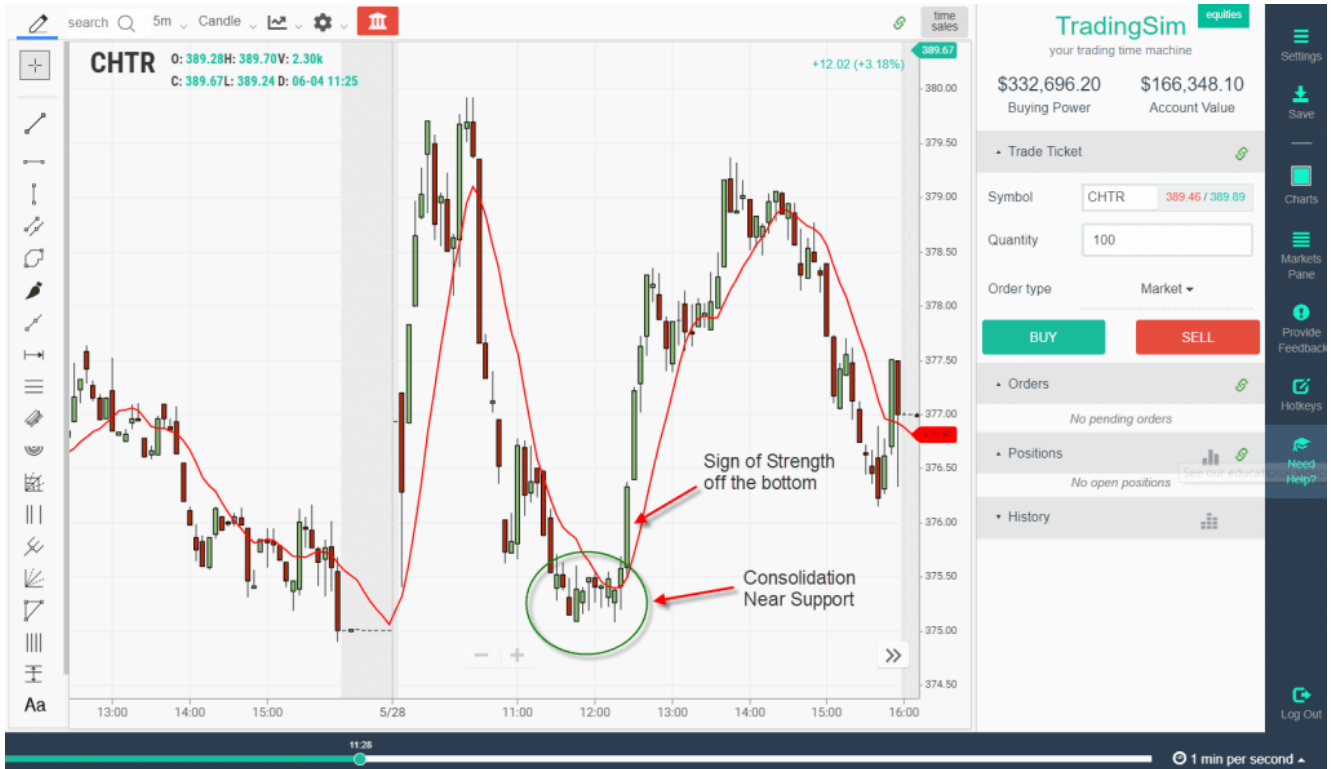 search 5m Candle
time
sales
CHTR O: 389.28H: 389.70V: 2.30k
C: 389.67L: 389.24 D: 06-04 11:25
+12.02 (+3.18%)
389.67
380.00
379.50
379.00
378.50
378.00
377.50
377.00
376.50
376.00
375.50
375.00
374.50
Sign of Strength
off the bottom
Consolidation
Near Support
− +
Aa
13:00 14:00 15:00 5/28 11:00 12:00 13:00 14:00 15:00 16:00
11:28
1 min per second
equities
TradingSim
your trading time machine
$332,696.20 $166,348.10
Buying Power Account Value
Trade Ticket
Symbol CHTR 389.46 / 389.89
Quantity 100
Order type Market
BUY SELL
Orders
No pending orders
Positions
No open positions
History
Settings
Save
Charts
Markets
Pane
Provide
Feedback
Hotkeys
Need
Help?
Log Out